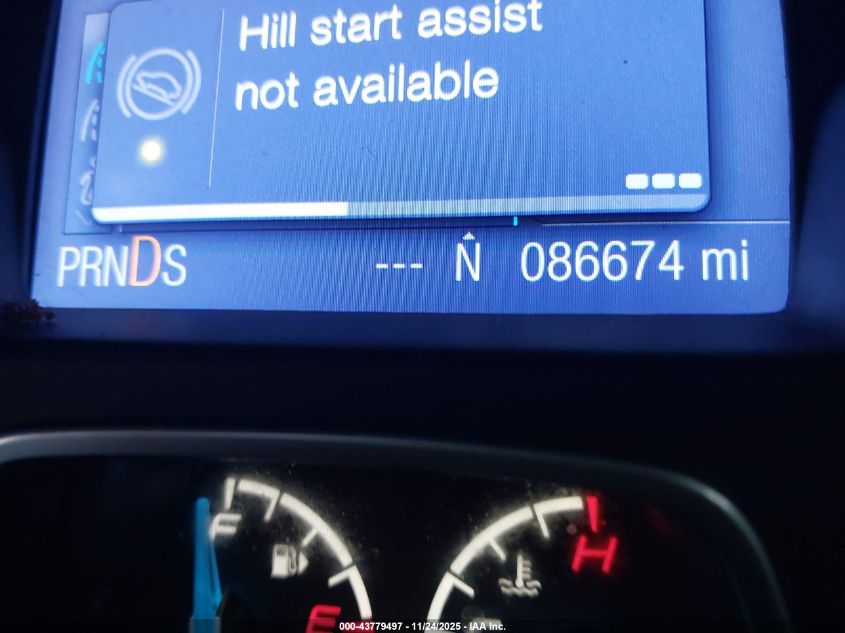 Hill start assist
not available
PRNDS --- N 086674 mi
F
H
E
000-43779497 - 11/24/2025 - IAA Inc.